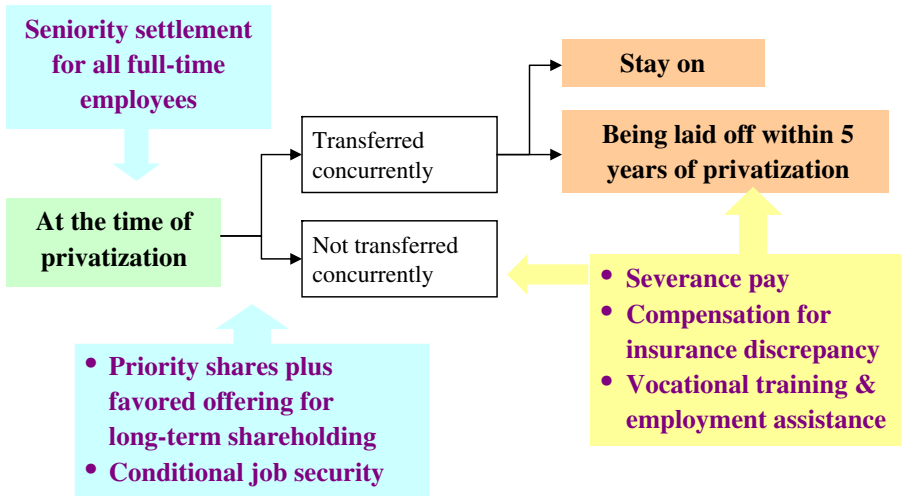 Seniority settlement
for all full-time
employees
Stay on
Transferred
concurrently
Being laid off within 5
years of privatization
At the time of
privatization
Not transferred
concurrently
• Severance pay
• Compensation for
insurance discrepancy
• Vocational training &
employment assistance
• Priority shares plus
favored offering for
long-term shareholding
• Conditional job security